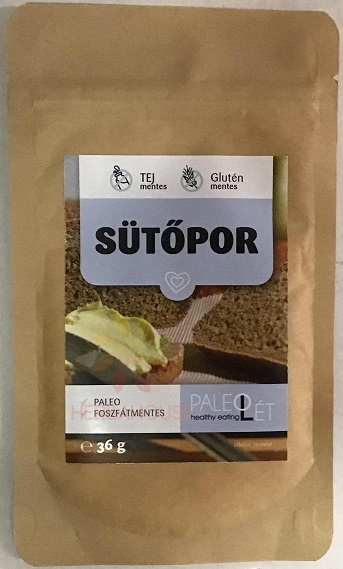 TEJ
mentes
Glutén
mentes
SÜTŐPOR
PALEO
FOSZFÁTMENTES
PALEOLÉT
healthy eating
℮ 36 g